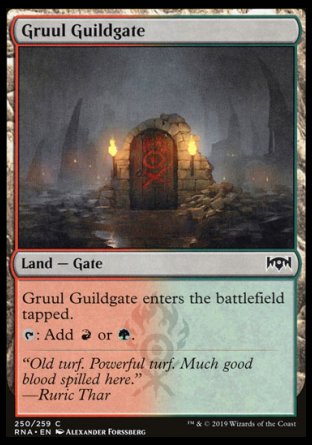 Gruul Guildgate
Land — Gate
Gruul Guildgate enters the battlefield
tapped.
: Add or .
“Old turf. Powerful turf. Much good
blood spilled here.”
—Ruric Thar
250/259 C
RNA • EN Alexander Forssberg
™ & © 2019 Wizards of the Coast